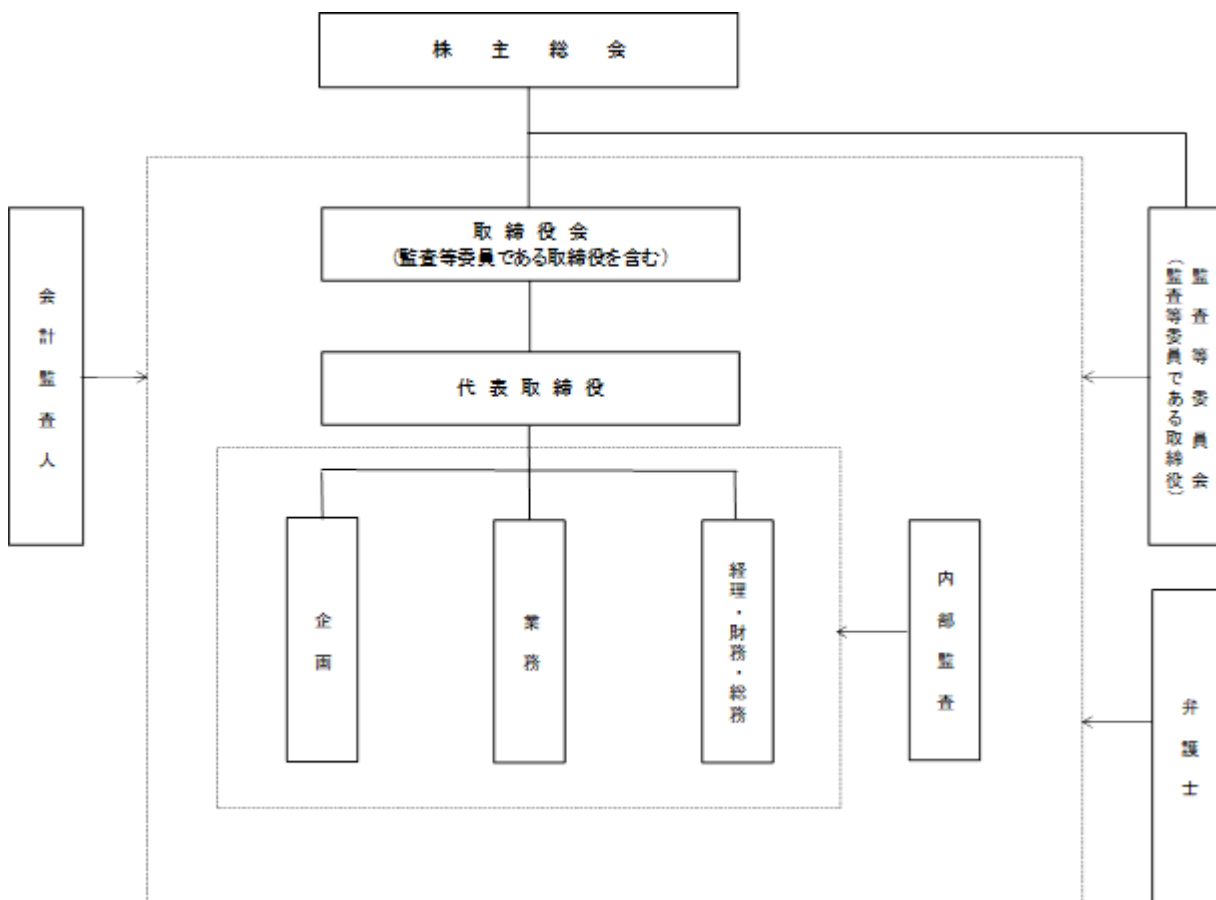 株主総会
取締役会
(監査等委員である取締役を含む)
会計監査人
監査等委員会
(監査等委員である取締役)
代表取締役
企画
業務
経理・財務・総務
内部監査
弁護士